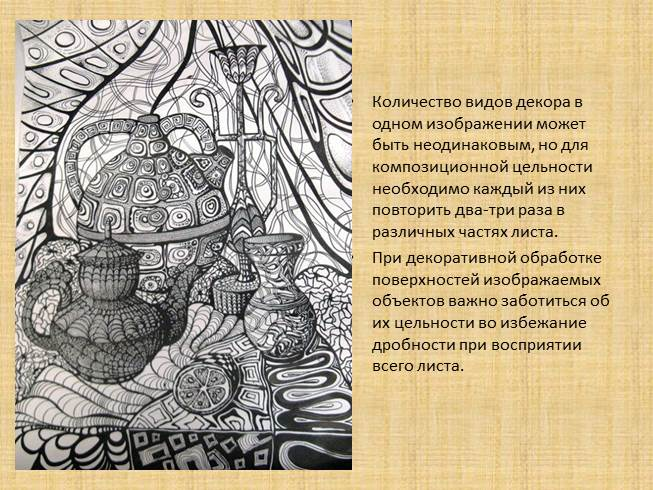 Количество видов декора в
одном изображении может
быть неодинаковым, но для
композиционной цельности
необходимо каждый из них
повторить два-три раза в
различных частях листа.
При декоративной обработке
поверхностей изображаемых
объектов важно заботиться об
их цельности во избежание
дробности при восприятии
всего листа.